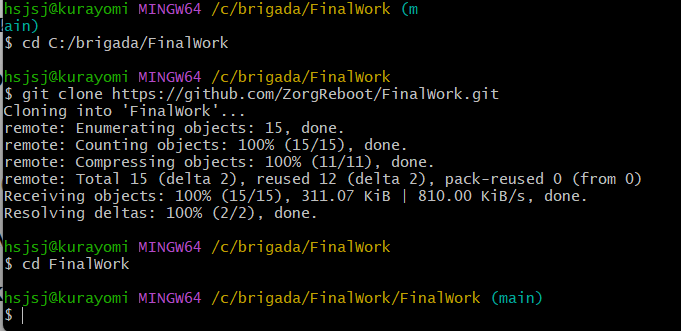 hsjsj@kurayomi MINGW64 /c/brigada/FinalWork (m
ain)
$ cd C:/brigada/FinalWork
hsjsj@kurayomi MINGW64 /c/brigada/FinalWork
$ git clone https://github.com/ZorgReboot/FinalWork.git
Cloning into 'FinalWork'...
remote: Enumerating objects: 15, done.
remote: Counting objects: 100% (15/15), done.
remote: Compressing objects: 100% (11/11), done.
remote: Total 15 (delta 2), reused 12 (delta 2), pack-reused 0 (from 0)
Receiving objects: 100% (15/15), 311.07 KiB | 810.00 KiB/s, done.
Resolving deltas: 100% (2/2), done.
hsjsj@kurayomi MINGW64 /c/brigada/FinalWork
$ cd FinalWork
hsjsj@kurayomi MINGW64 /c/brigada/FinalWork/FinalWork (main)
$